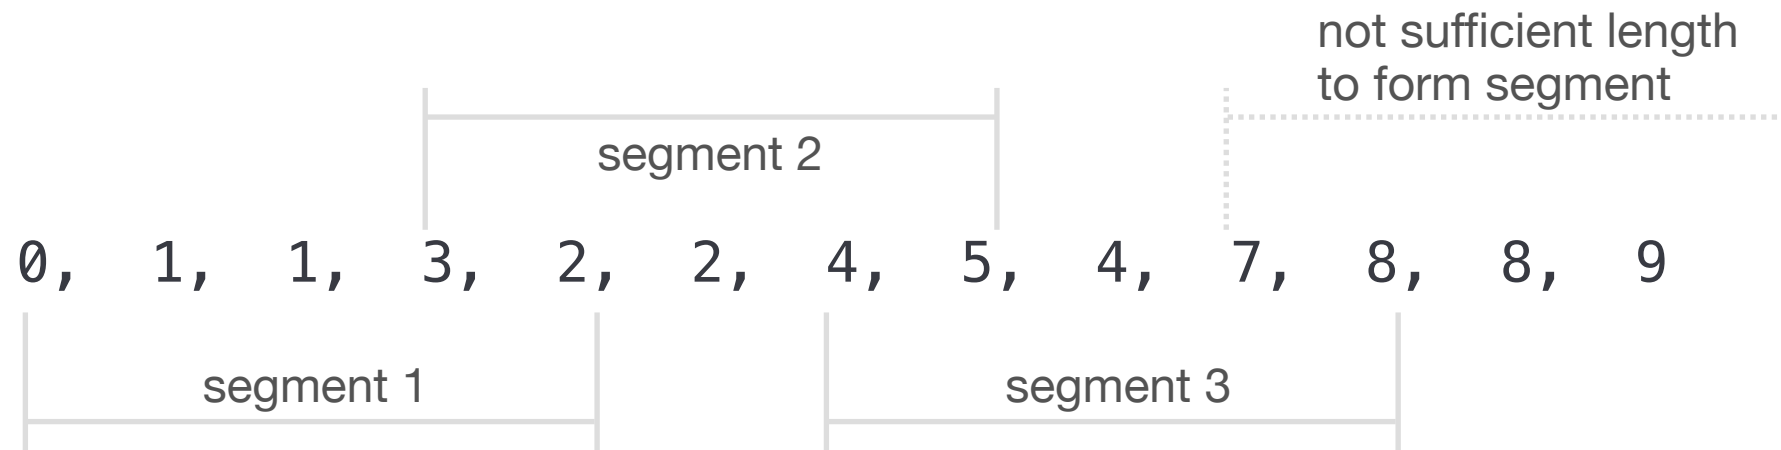 not sufficient length
to form segment
segment 2
0, 1, 1, 3, 2, 2, 4, 5, 4, 7, 8, 8, 9
segment 1 segment 3